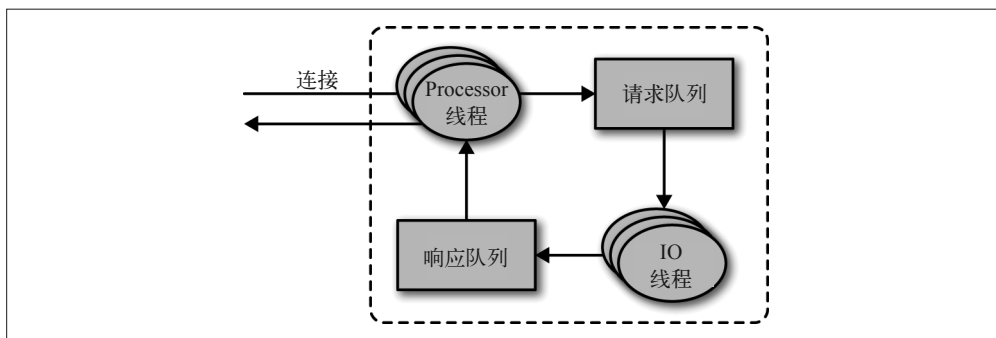 连接
Processor
线程
请求队列
响应队列
IO
线程